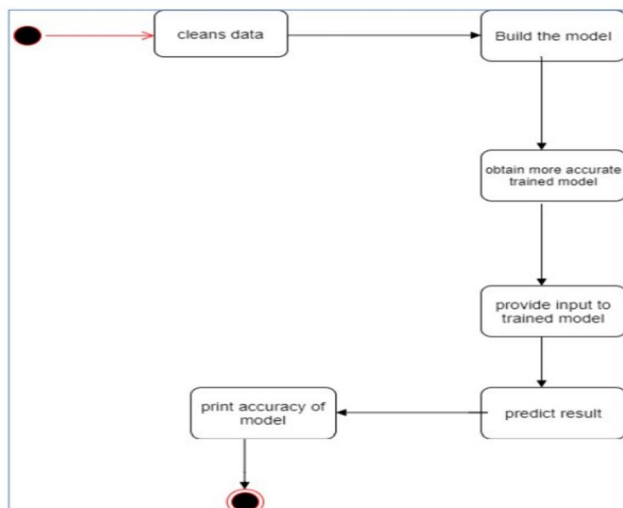 cleans data
Build the model
obtain more accurate
trained model
provide input to
trained model
predict result
print accuracy of
model